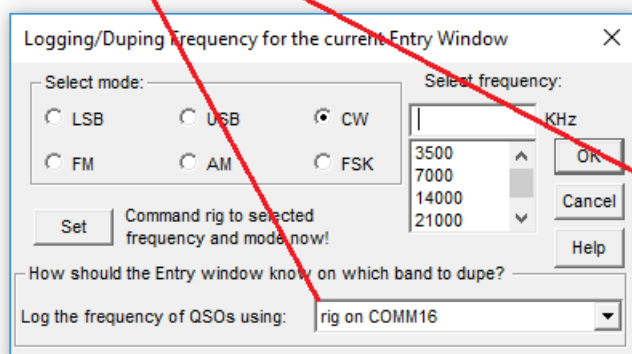 Logging/Duping Frequency for the current Entry Window
Select mode:
LSB USB CW
FM AM FSK
Select frequency:
KHz
3500
7000
14000
21000
OK
Cancel
Help
Set
Command rig to selected
frequency and mode now!
How should the Entry window know on which band to dupe?
Log the frequency of QSOs using:
rig on COMM16